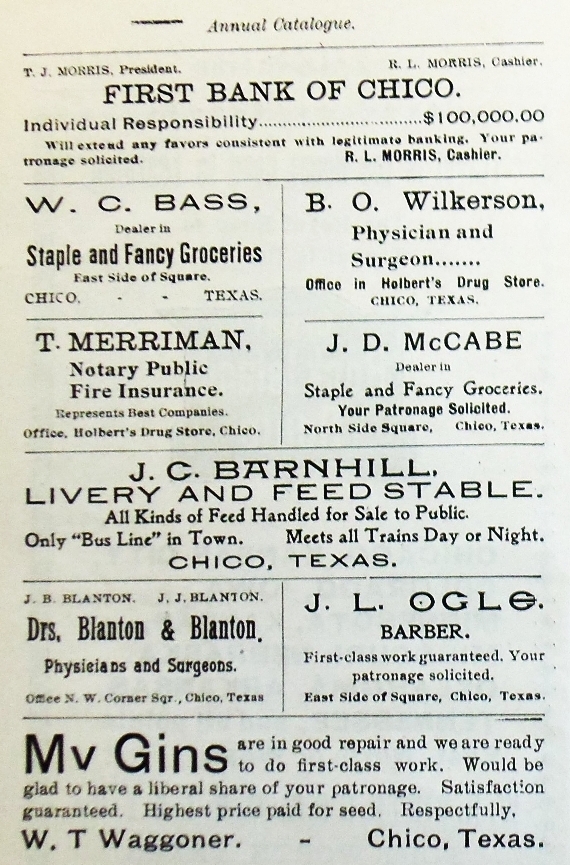 Annual Catalogue.
T. J. MORRIS, President. R. L. MORRIS, Cashier.
FIRST BANK OF CHICO.
Individual Responsibility..................................$100,000,00
Will extend any favors consistent with legitimate banking. Your pa-
tronage solicited. R. L. MORRIS, Cashier.
W. C. BASS,
Dealer in
Staple and Fancy Groceries
East Side of Square.
CHICO, - - TEXAS.
B. O. Wilkerson,
Physician and
Surgeon.......
Office in Holbert's Drug Store.
CHICO, TEXAS.
T. MERRIMAN,
Notary Public
Fire Insurance.
Represents Best Companies.
Office, Holbert's Drug Store, Chico.
J. D. McCABE
Dealer in
Staple and Fancy Groceries.
Your Patronage Solicited.
North Side Square, Chico, Texas.
J. C. BARNHILL,
LIVERY AND FEED STABLE.
All Kinds of Feed Handled for Sale to Public.
Only "Bus Line" in Town. Meets all Trains Day or Night.
CHICO, TEXAS.
J. B. BLANTON. J. J. BLANTON.
Drs. Blanton & Blanton,
Physicians and Surgeons.
Office N. W. Corner Sqr., Chico, Texas
J. L. OGLE.
BARBER.
First-class work guaranteed. Your
patronage solicited.
East Side of Square, Chico, Texas.
My Gins are in good repair and we are ready
to do first-class work. Would be
glad to have a liberal share of your patronage. Satisfaction
guaranteed. Highest price paid for seed. Respectfully,
W. T Waggoner. - Chico, Texas.